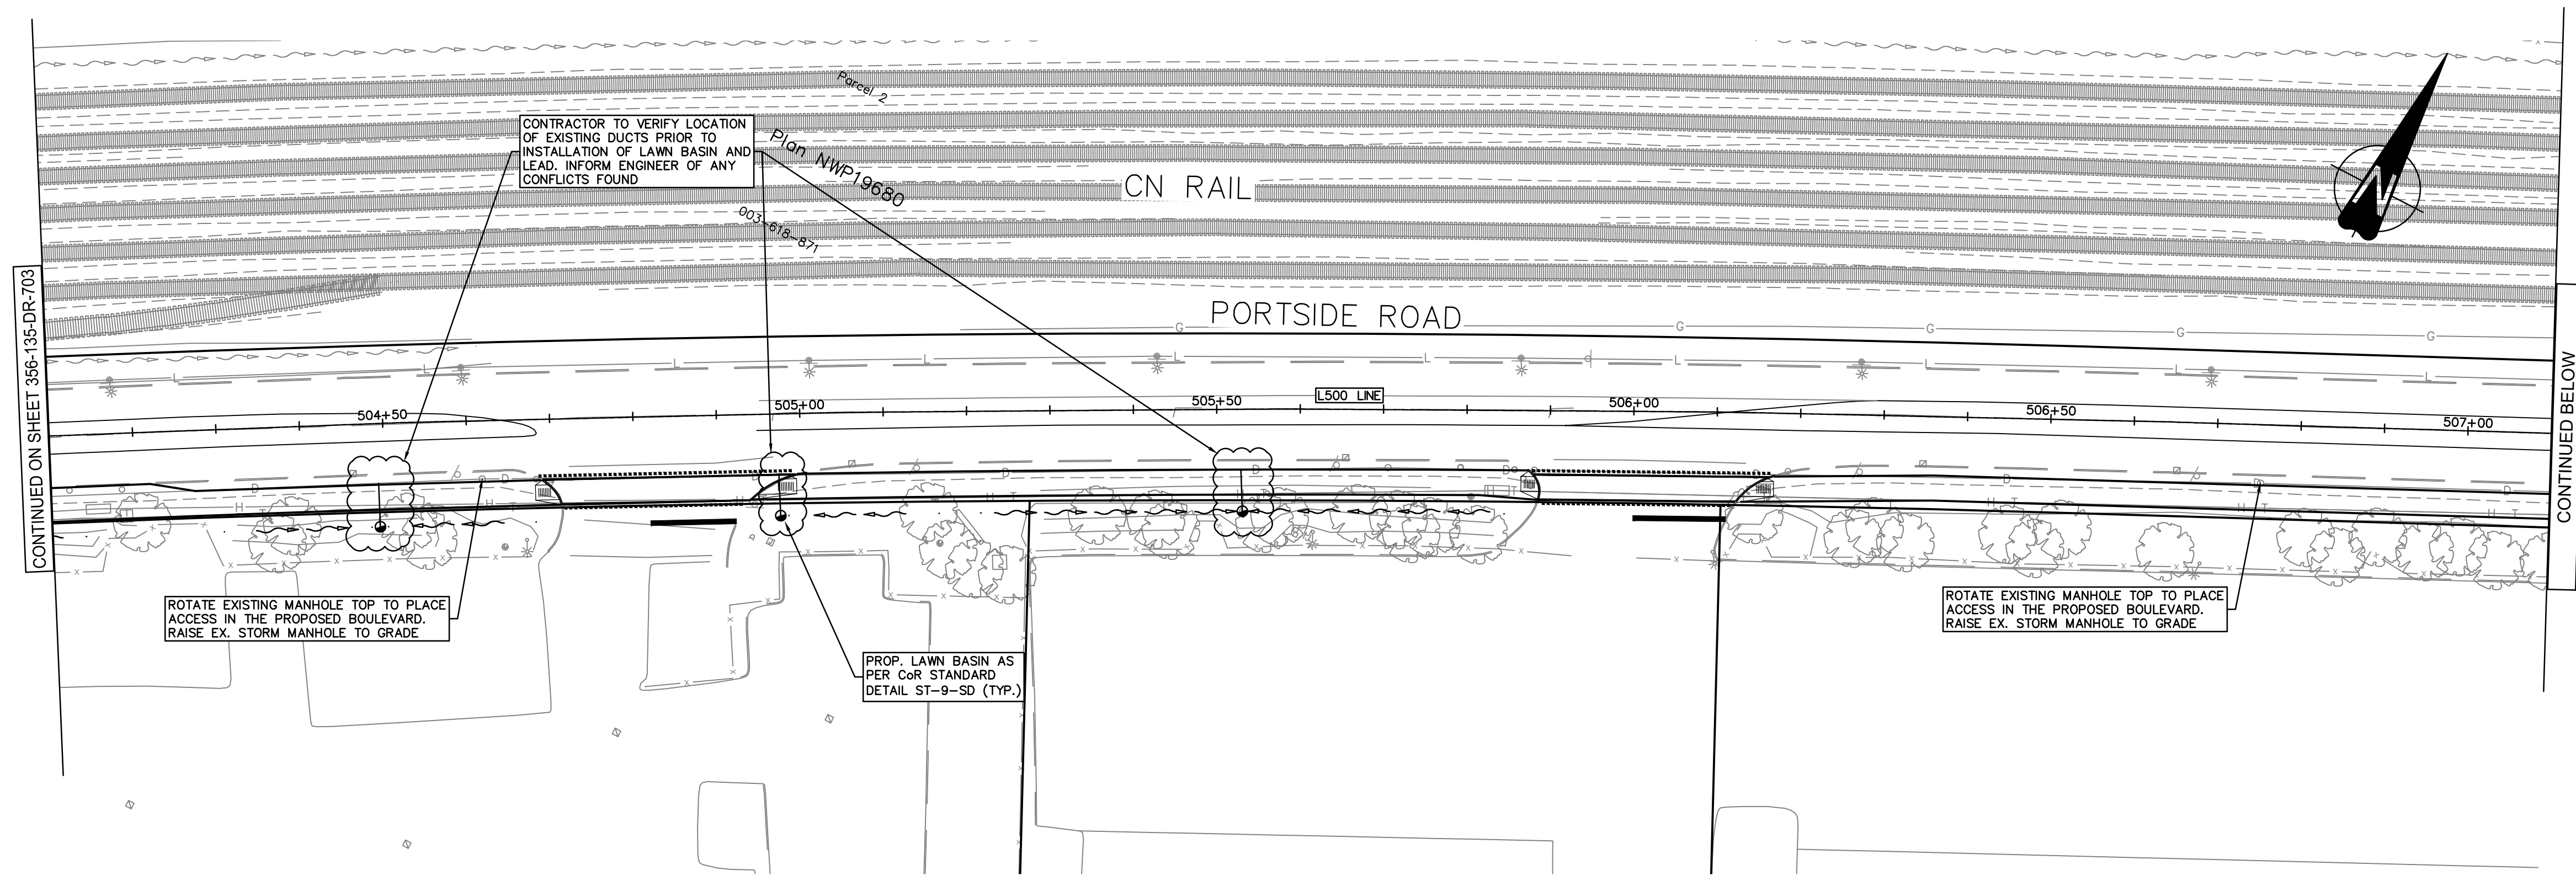 Parcel 2
CONTRACTOR TO VERIFY LOCATION
OF EXISTING DUCTS PRIOR TO
INSTALLATION OF LAWN BASIN AND
LEAD. INFORM ENGINEER OF ANY
CONFLICTS FOUND
Plan NWP19680
003-618-871
CN RAIL
PORTSIDE ROAD
G G G G G
L L L L L L L L
CONTINUED ON SHEET 356-135-DR-703
CONTINUED BELOW
L500 LINE
504+50
505+00
505+50
506+00
506+50
507+00
D D D D D D D
H T H T H T H T H T H T H T
ROTATE EXISTING MANHOLE TOP TO PLACE
ACCESS IN THE PROPOSED BOULEVARD.
RAISE EX. STORM MANHOLE TO GRADE
PROP. LAWN BASIN AS
PER CoR STANDARD
DETAIL ST-9-SD (TYP.)
ROTATE EXISTING MANHOLE TOP TO PLACE
ACCESS IN THE PROPOSED BOULEVARD.
RAISE EX. STORM MANHOLE TO GRADE